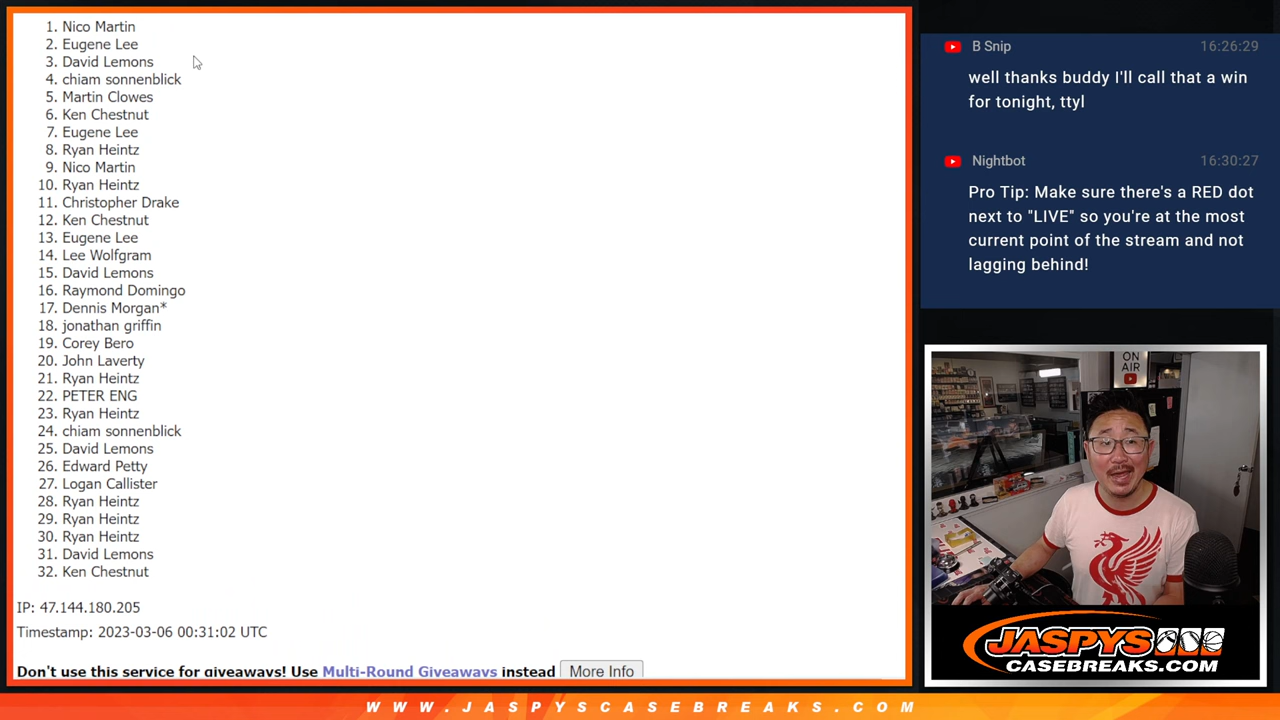 1. Nico Martin
2. Eugene Lee
3. David Lemons
4. chiam sonnenblick
5. Martin Clowes
6. Ken Chestnut
7. Eugene Lee
8. Ryan Heintz
9. Nico Martin
10. Ryan Heintz
11. Christopher Drake
12. Ken Chestnut
13. Eugene Lee
14. Lee Wolfgram
15. David Lemons
16. Raymond Domingo
17. Dennis Morgan*
18. jonathan griffin
19. Corey Bero
20. John Laverty
21. Ryan Heintz
22. PETER ENG
23. Ryan Heintz
24. chiam sonnenblick
25. David Lemons
26. Edward Petty
27. Logan Callister
28. Ryan Heintz
29. Ryan Heintz
30. Ryan Heintz
31. David Lemons
32. Ken Chestnut
IP: 47.144.180.205
Timestamp: 2023-03-06 00:31:02 UTC
Don't use this service for giveaways! Use Multi-Round Giveaways instead More Info
B Snip 16:26:29
well thanks buddy I'll call that a win
for tonight, ttyl
Nightbot 16:30:27
Pro Tip: Make sure there's a RED dot
next to "LIVE" so you're at the most
current point of the stream and not
lagging behind!
ON
AIR
JASPYS
CASEBREAKS.COM
WWW.JASPYSCASEBREAKS.COM